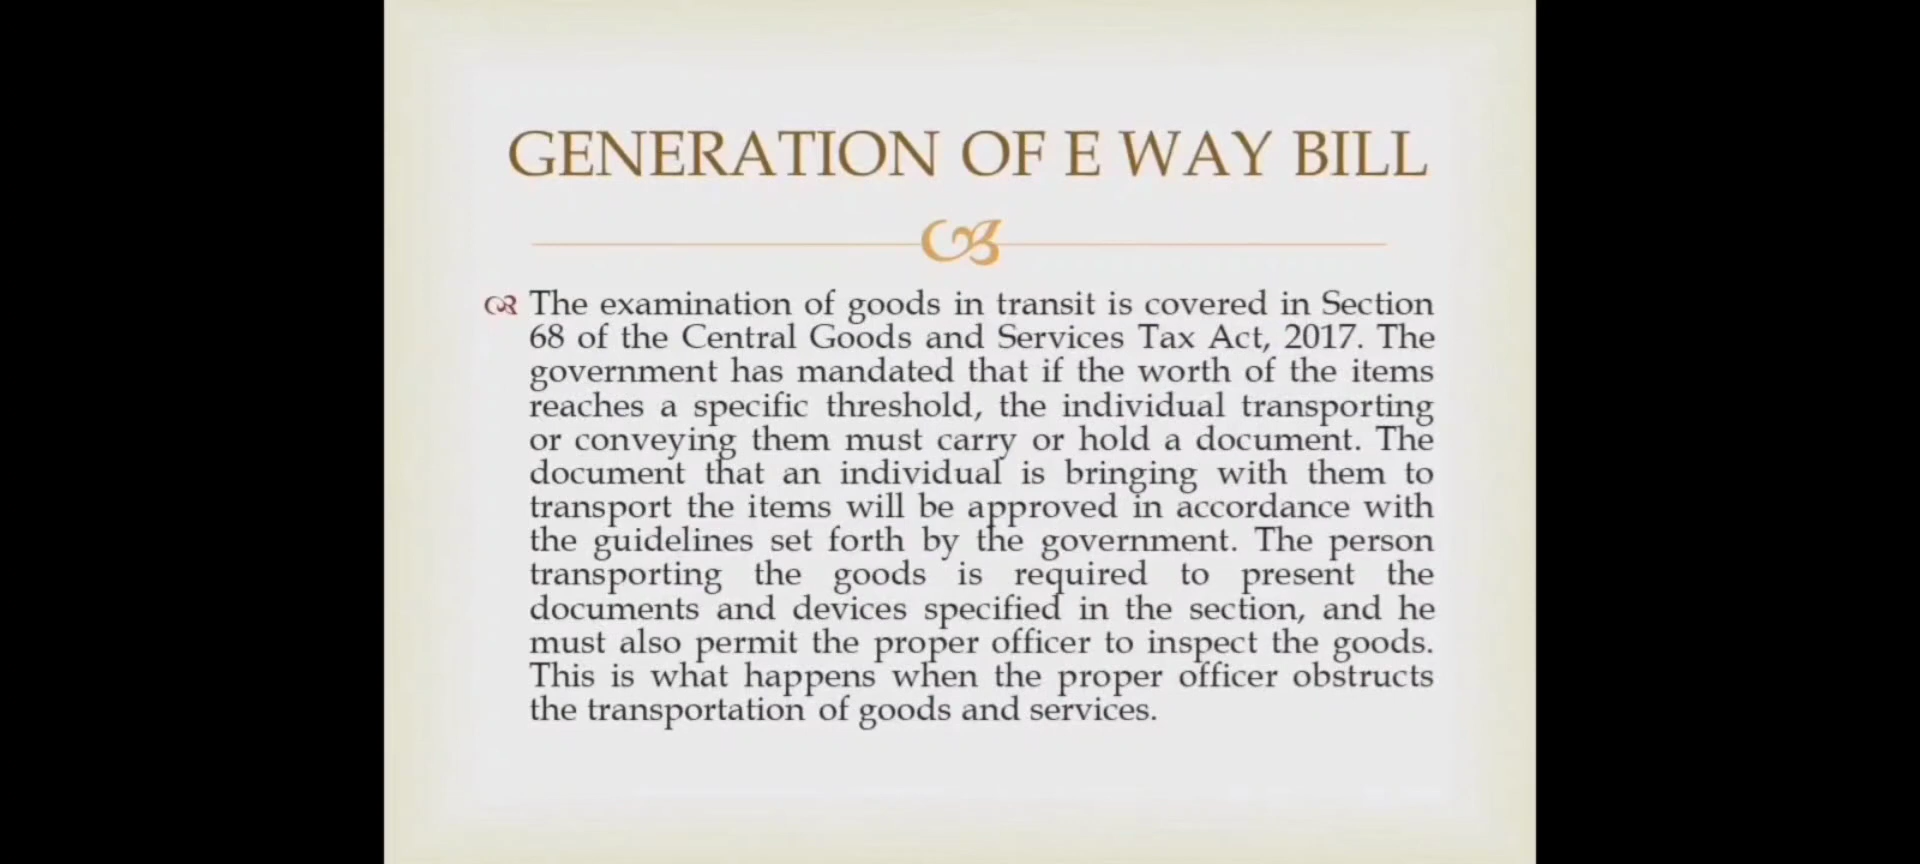 GENERATION OF E WAY BILL
The examination of goods in transit is covered in Section
68 of the Central Goods and Services Tax Act, 2017. The
government has mandated that if the worth of the items
reaches a specific threshold, the individual transporting
or conveying them must carry or hold a document. The
document that an individual is bringing with them to
transport the items will be approved in accordance with
the guidelines set forth by the government. The person
transporting the goods is required to present the
documents and devices specified in the section, and he
must also permit the proper officer to inspect the goods.
This is what happens when the proper officer obstructs
the transportation of goods and services.